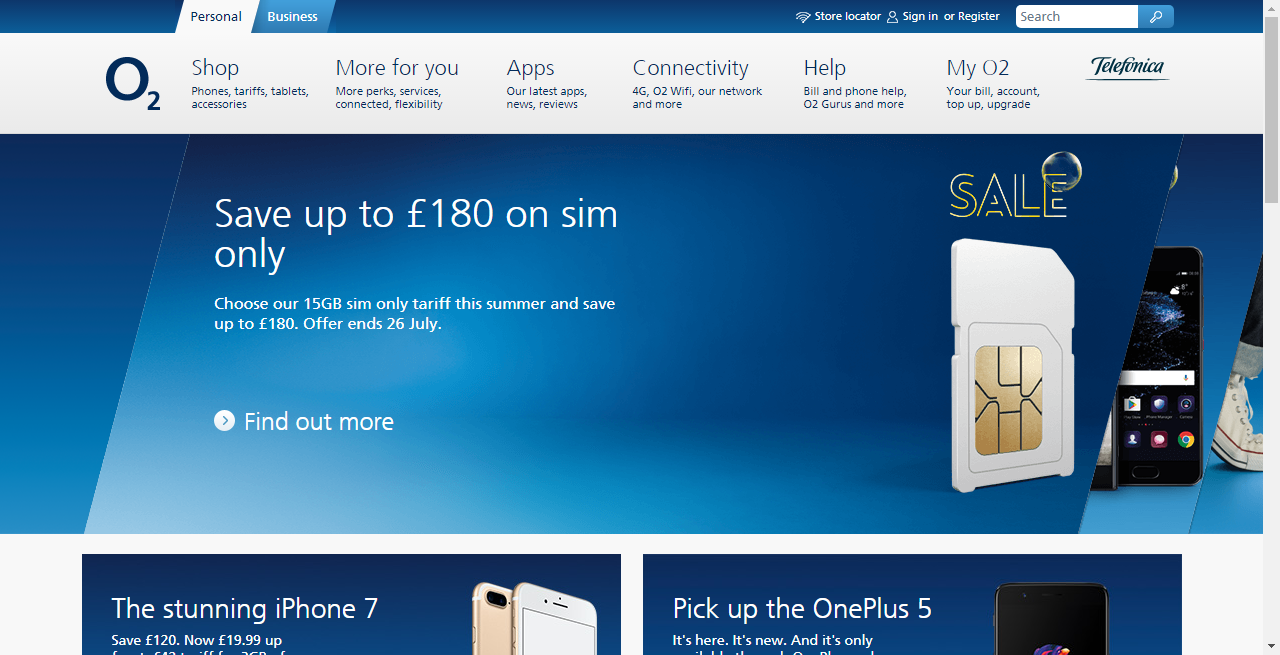 Personal
Business
Store locator
Sign in or Register
Search
O2
Shop
Phones, tariffs, tablets,
accessories
More for you
More perks, services,
connected, flexibility
Apps
Our latest apps,
news, reviews
Connectivity
4G, O2 Wifi, our network
and more
Help
Bill and phone help,
O2 Gurus and more
My O2
Your bill, account,
top up, upgrade
Telefónica
Save up to £180 on sim
only
Choose our 15GB sim only tariff this summer and save
up to £180. Offer ends 26 July.
Find out more
SALE
The stunning iPhone 7
Save £120. Now £19.99 up
Pick up the OnePlus 5
It's here. It's new. And it's only